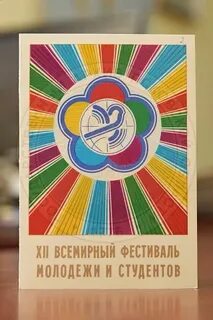 XII ВСЕМИРНЫЙ ФЕСТИВАЛЬ
МОЛОДЕЖИ И СТУДЕНТОВ